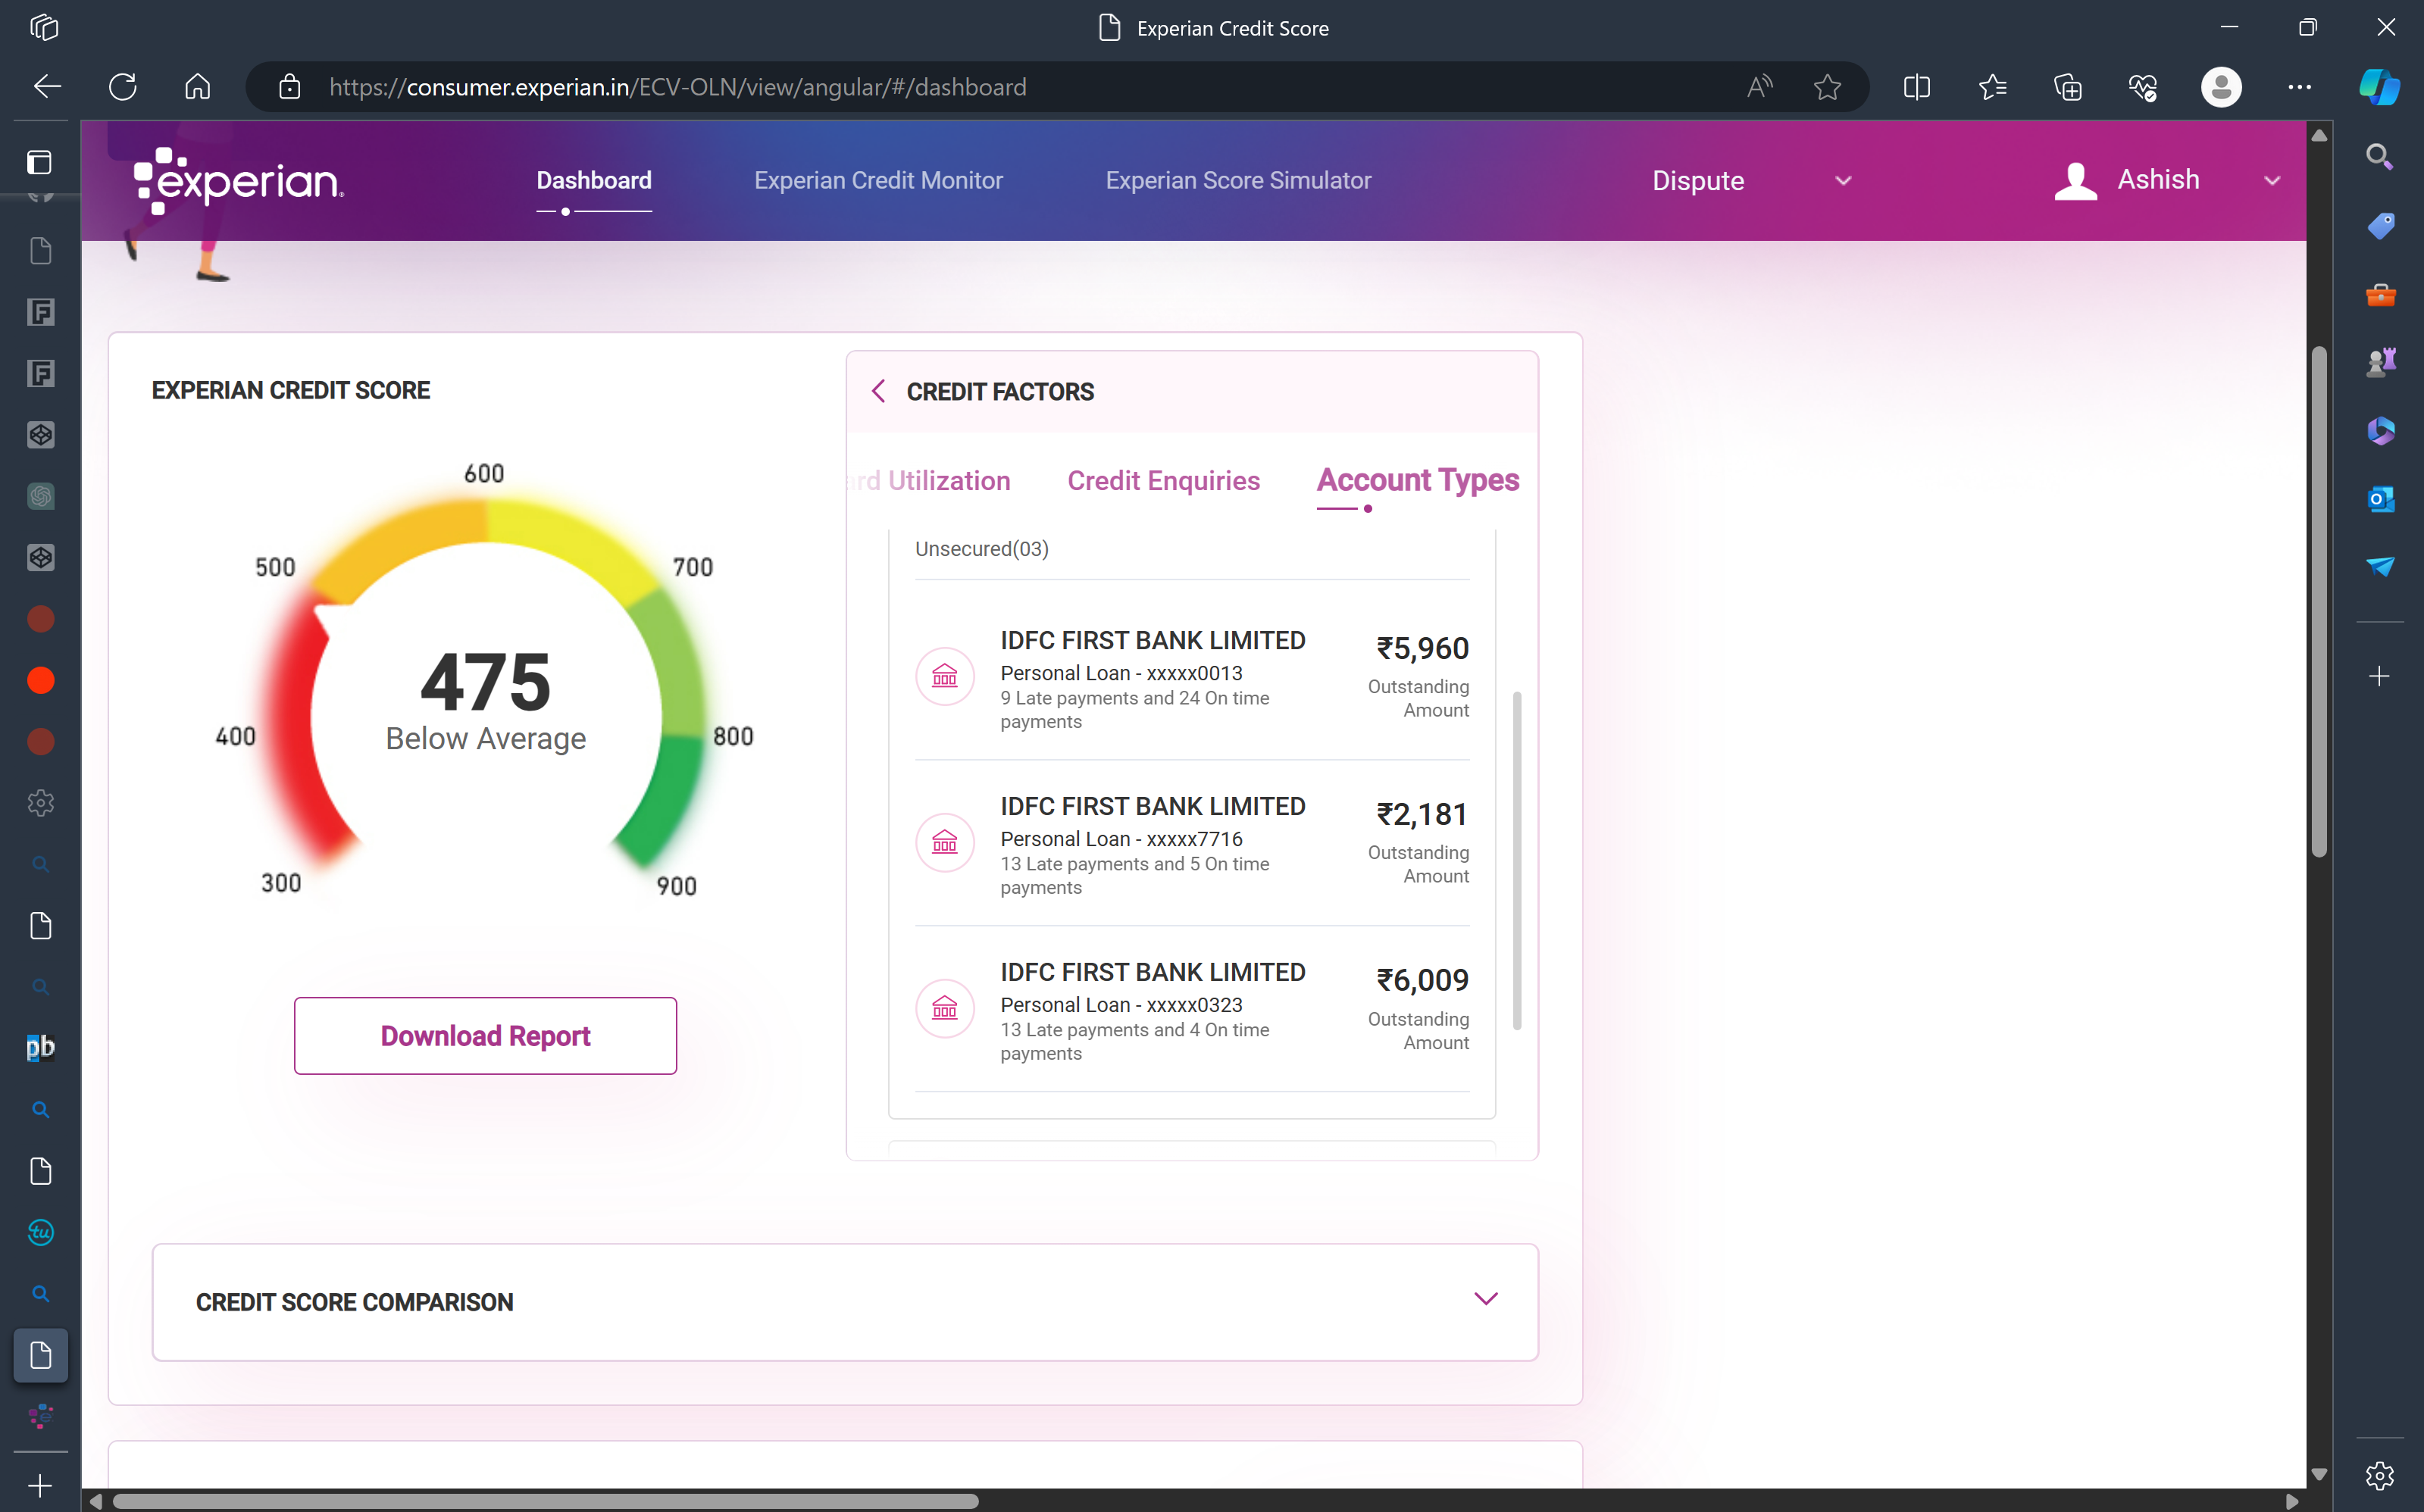 Experian Credit Score
https://consumer.experian.in/ECV-OLN/view/angular/#/dashboard
experian.
Dashboard
Experian Credit Monitor
Experian Score Simulator
Dispute
Ashish
EXPERIAN CREDIT SCORE
600
500
700
400
800
300
900
475
Below Average
Download Report
CREDIT FACTORS
Utilization
Credit Enquiries
Account Types
Unsecured(03)
IDFC FIRST BANK LIMITED
₹5,960
Personal Loan - xxxxx0013
9 Late payments and 24 On time
payments
Outstanding
Amount
IDFC FIRST BANK LIMITED
₹2,181
Personal Loan - xxxxx7716
13 Late payments and 5 On time
payments
Outstanding
Amount
IDFC FIRST BANK LIMITED
₹6,009
Personal Loan - xxxxx0323
13 Late payments and 4 On time
payments
Outstanding
Amount
CREDIT SCORE COMPARISON
pb
tu